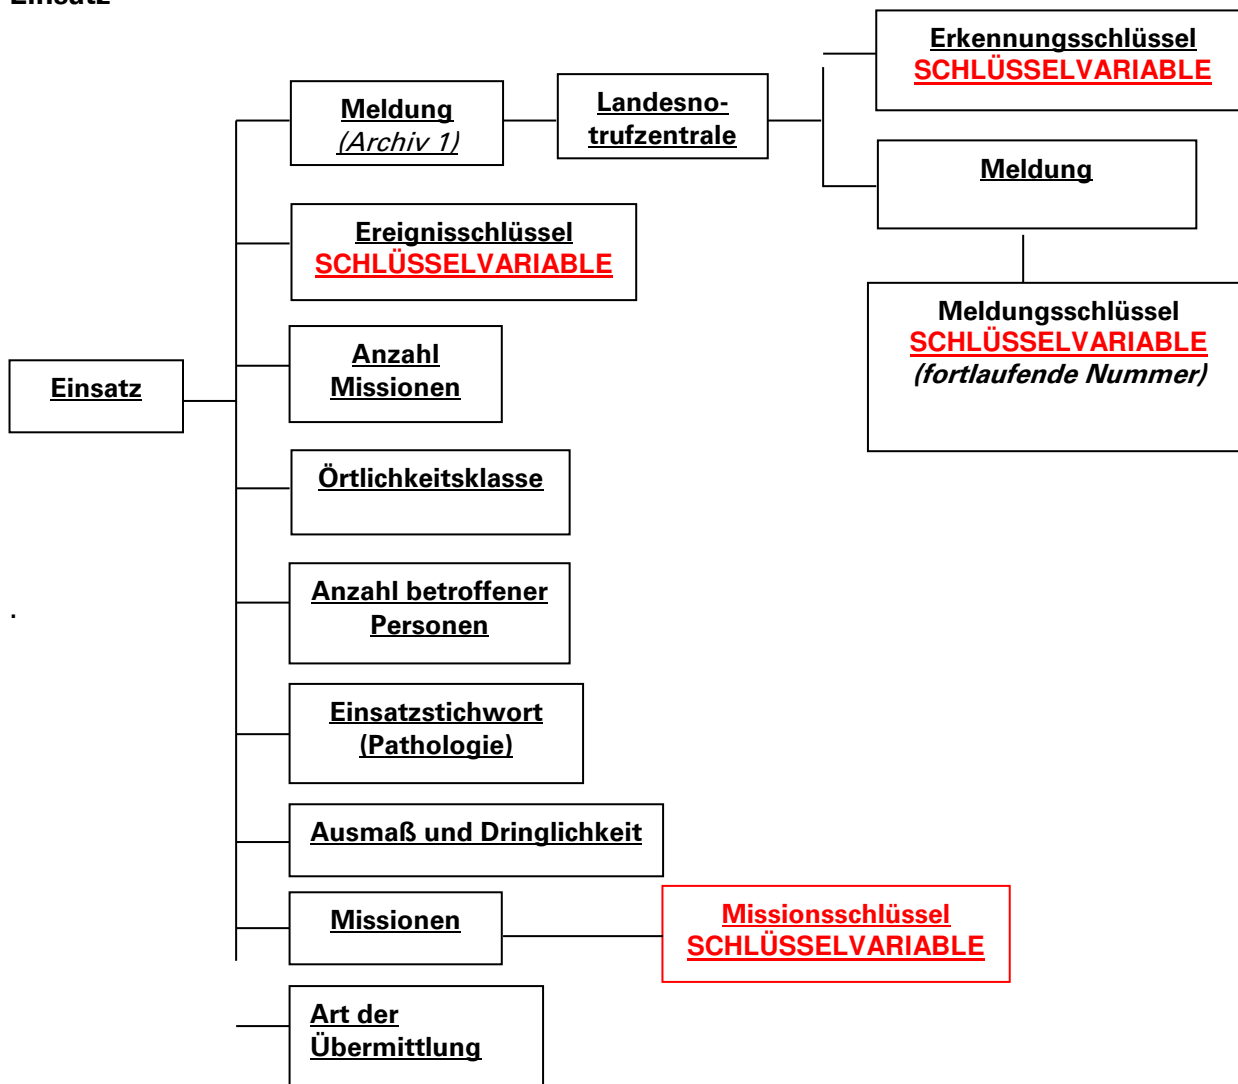 Einsatz
Erkennungsschlüssel
SCHLÜSSELVARIABLE
Meldung
(Archiv 1)
Landesno-
trufzentrale
Meldung
Ereignisschlüssel
SCHLÜSSELVARIABLE
Meldungsschlüssel
SCHLÜSSELVARIABLE
(fortlaufende Nummer)
Anzahl
Missionen
Einsatz
Örtlichkeitsklasse
Anzahl betroffener
Personen
.
Einsatzstichwort
(Pathologie)
Ausmaß und Dringlichkeit
Missionen
Missionsschlüssel
SCHLÜSSELVARIABLE
Art der
Übermittlung